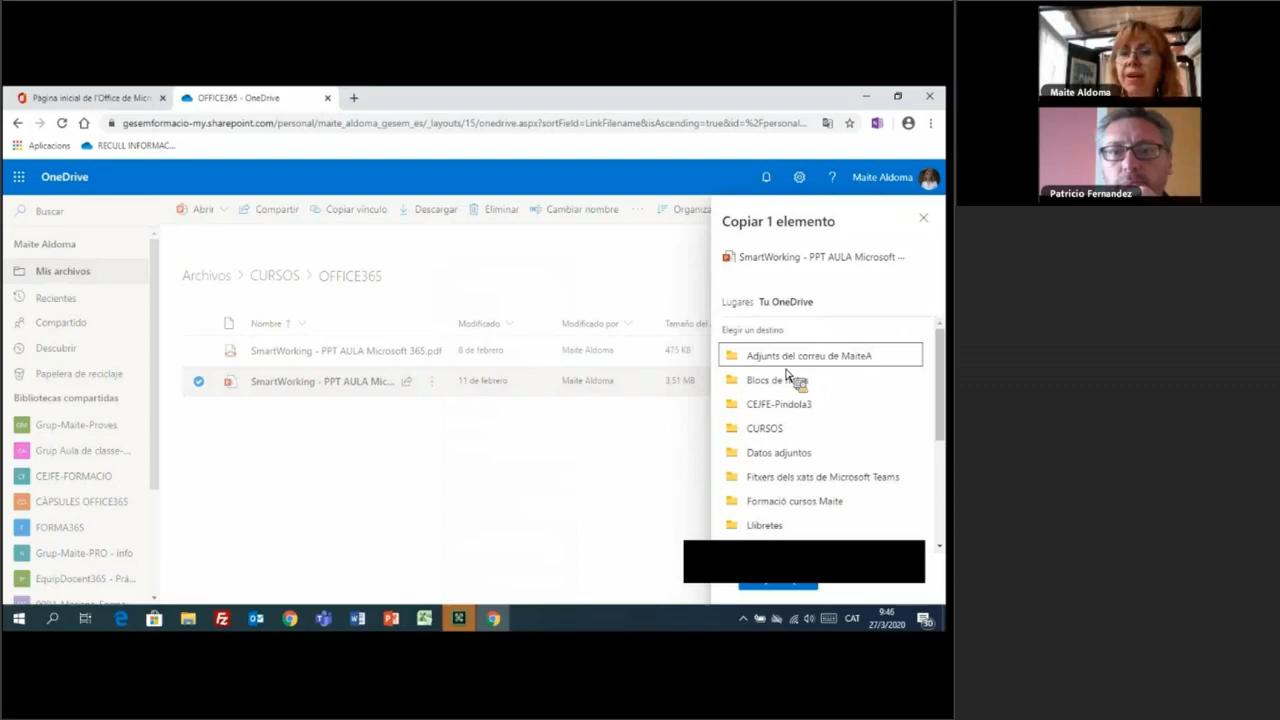 Pàgina inicial de l'Office de Micr
OFFICE365 - OneDrive
gesemformacio-my.sharepoint.com/personal/maite_aldoma_gesem_es/_layouts/15/onedrive.aspx?sortField=LinkFilename&isAscending=true&id=%2Fpersonal...
Aplicacions
RECULL INFORMAC...
OneDrive
Maite Aldoma
Buscar
Abrir
Compartir
Copiar vínculo
Descargar
Eliminar
Cambiar nombre
Organiza
Maite Aldoma
Mis archivos
Recientes
Compartido
Descubrir
Papelera de reciclaje
Bibliotecas compartidas
Grup-Maite-Proves
Grup Aula de classe-...
CEJFE-FORMACIO
CÀPSULES OFFICE365
FORMA365
Grup-Maite-PRO - info
EquipDocent365 - Prà...
Archivos > CURSOS > OFFICE365
Nombre
Modificado
Modificado por
Tamaño del
SmartWorking - PPT AULA Microsoft 365.pdf
8 de febrero
Maite Aldoma
475 KB
SmartWorking - PPT AULA Mic...
11 de febrero
Maite Aldoma
3,51 MB
Copiar 1 elemento
SmartWorking - PPT AULA Microsoft ...
Lugares Tu OneDrive
Elegir un destino
Adjunts del correu de MaiteA
Blocs de
CEJFE-Pindola3
CURSOS
Datos adjuntos
Fitxers dels xats de Microsoft Teams
Formació cursos Maite
Llibretes
CAT
9:46
27/3/2020
30
Maite Aldoma
Patricio Fernandez